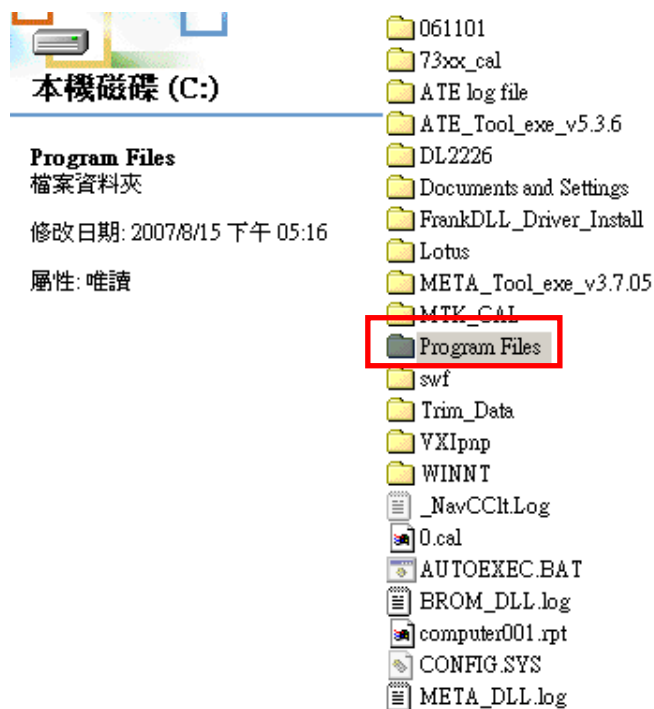 本機磁碟 (C:)
Program Files
檔案資料夾
修改日期: 2007/8/15 下午 05:16
屬性: 唯讀
061101
73xx_cal
ATE log file
ATE_Tool_exe_v5.3.6
DL2226
Documents and Settings
FrankDLL_Driver_Install
Lotus
META_Tool_exe_v3.7.05
MTK_CAL
Program Files
swf
Trim_Data
VXIpnp
WINNT
_NavCClt.Log
0.cal
AUTOEXEC.BAT
BROM_DLL.log
computer001.rpt
CONFIG.SYS
META_DLL.log